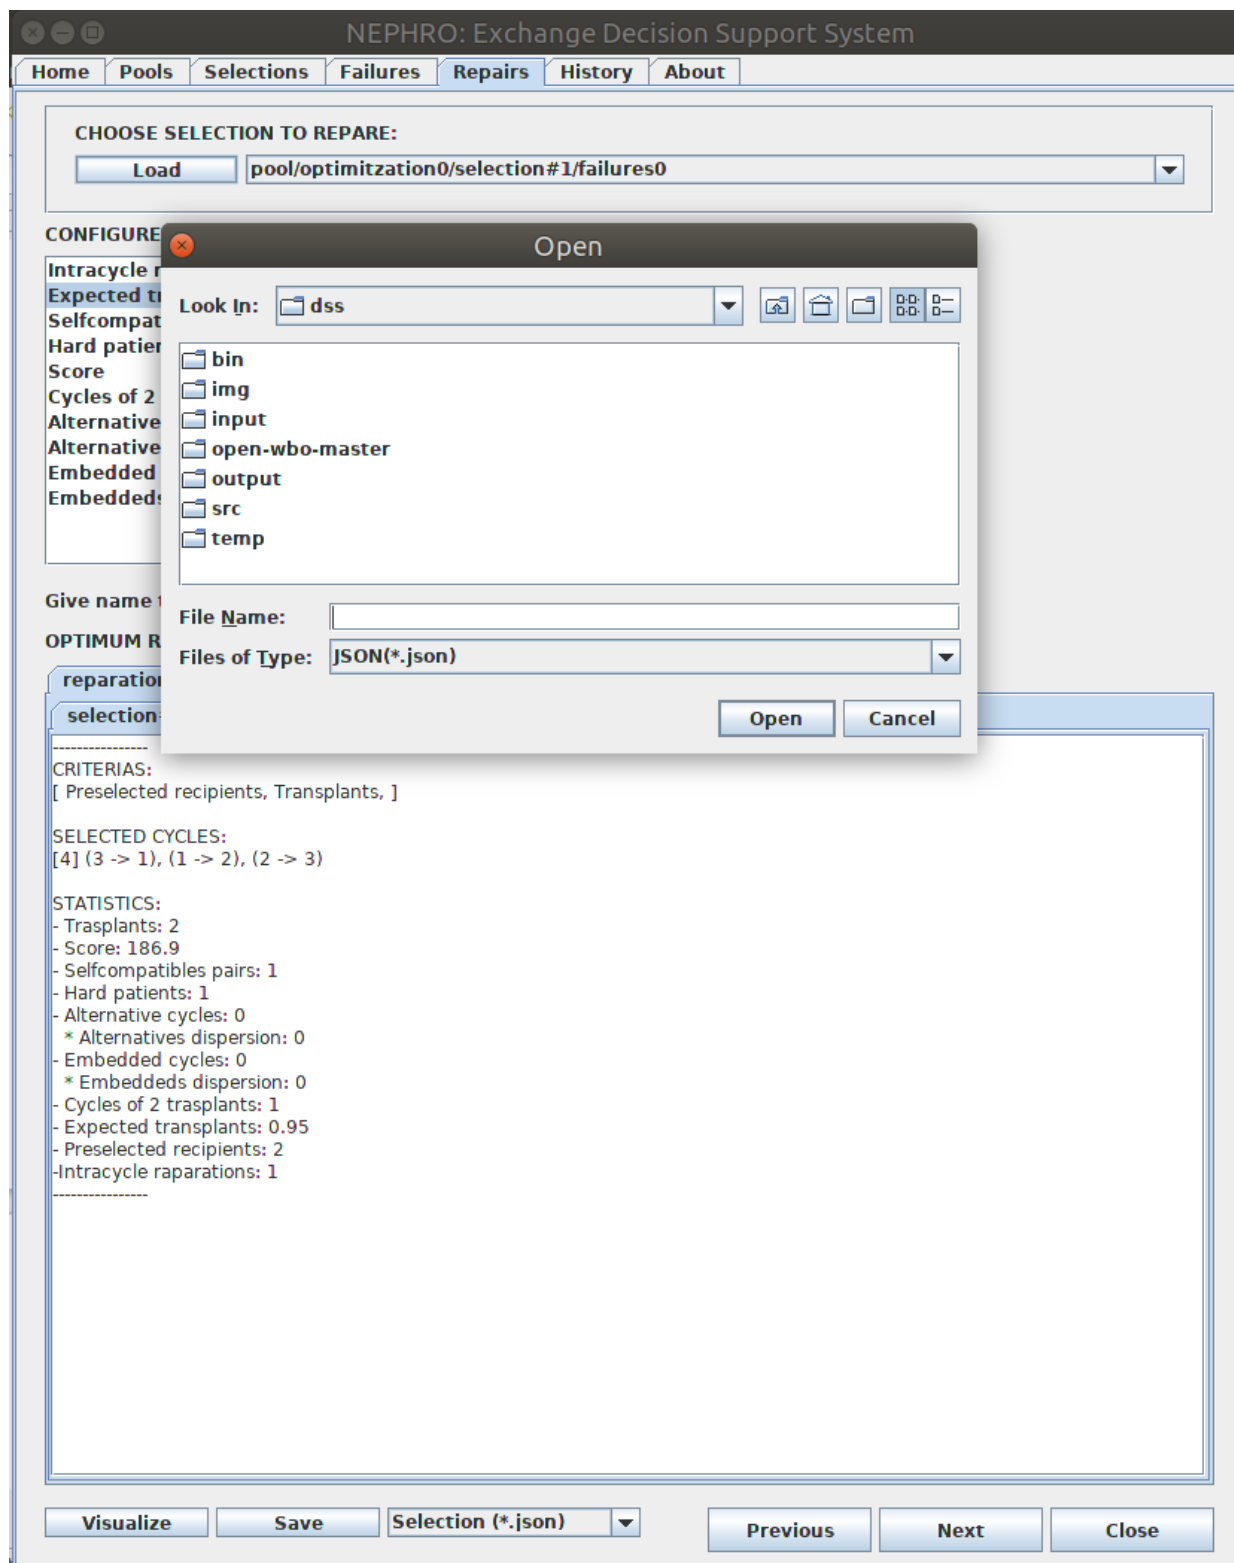 NEPHRO: Exchange Decision Support System
Home Pools Selections Failures Repairs History About
CHOOSE SELECTION TO REPARE:
Load pool/optimitzation0/selection#1/failures0
CONFIGURE
Intracycle
Expected
Selfcompat
Hard patien
Score
Cycles of 2
Alternative
Alternative
Embedded
Embeddeds
Give name
OPTIMUM R
reparation
selection
Open
Look In: dss
bin
img
input
open-wbo-master
output
src
temp
File Name:
Files of Type: JSON(*.json)
Open Cancel
----------------
CRITERIAS:
[ Preselected recipients, Transplants, ]
SELECTED CYCLES:
[4] (3 -> 1), (1 -> 2), (2 -> 3)
STATISTICS:
- Trasplants: 2
- Score: 186.9
- Selfcompatibles pairs: 1
- Hard patients: 1
- Alternative cycles: 0
* Alternatives dispersion: 0
- Embedded cycles: 0
* Embeddeds dispersion: 0
- Cycles of 2 trasplants: 1
- Expected transplants: 0.95
- Preselected recipients: 2
-Intracycle raparations: 1
----------------
Visualize Save Selection (*.json) Previous Next Close